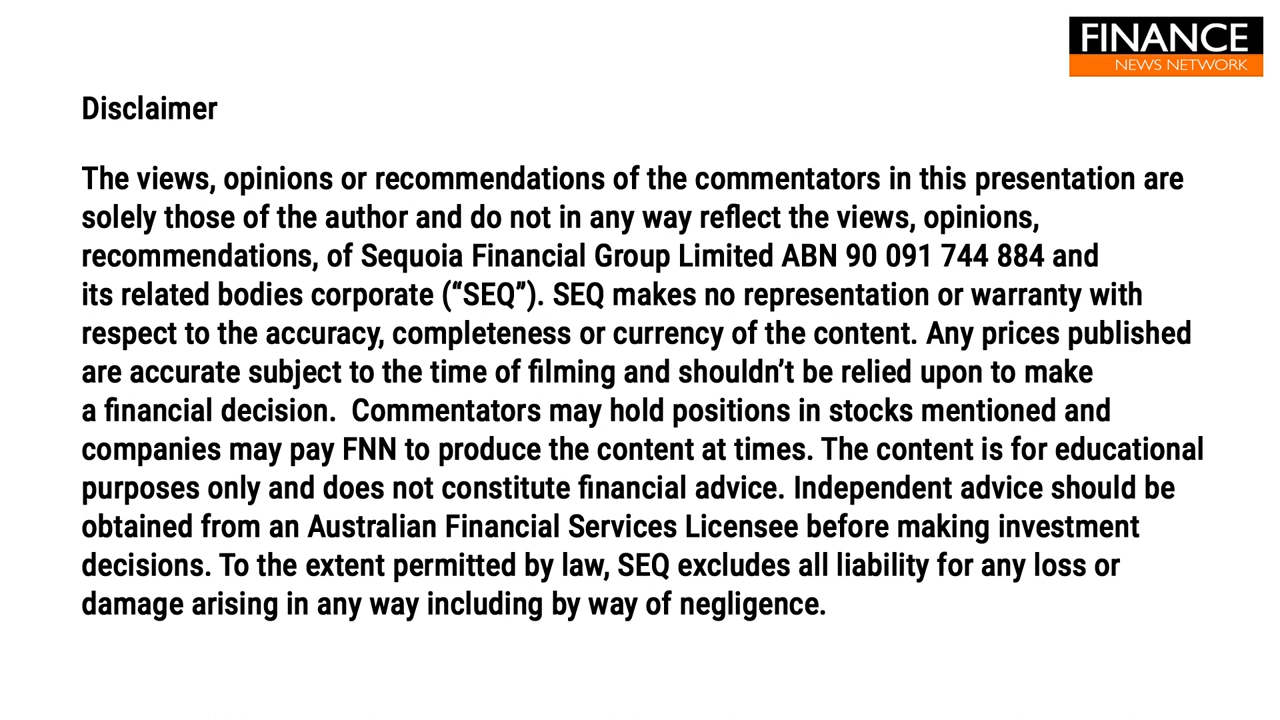 FINANCE
NEWS NETWORK
Disclaimer
The views, opinions or recommendations of the commentators in this presentation are
solely those of the author and do not in any way reflect the views, opinions,
recommendations, of Sequoia Financial Group Limited ABN 90 091 744 884 and
its related bodies corporate (“SEQ”). SEQ makes no representation or warranty with
respect to the accuracy, completeness or currency of the content. Any prices published
are accurate subject to the time of filming and shouldn’t be relied upon to make
a financial decision.  Commentators may hold positions in stocks mentioned and
companies may pay FNN to produce the content at times. The content is for educational
purposes only and does not constitute financial advice. Independent advice should be
obtained from an Australian Financial Services Licensee before making investment
decisions. To the extent permitted by law, SEQ excludes all liability for any loss or
damage arising in any way including by way of negligence.